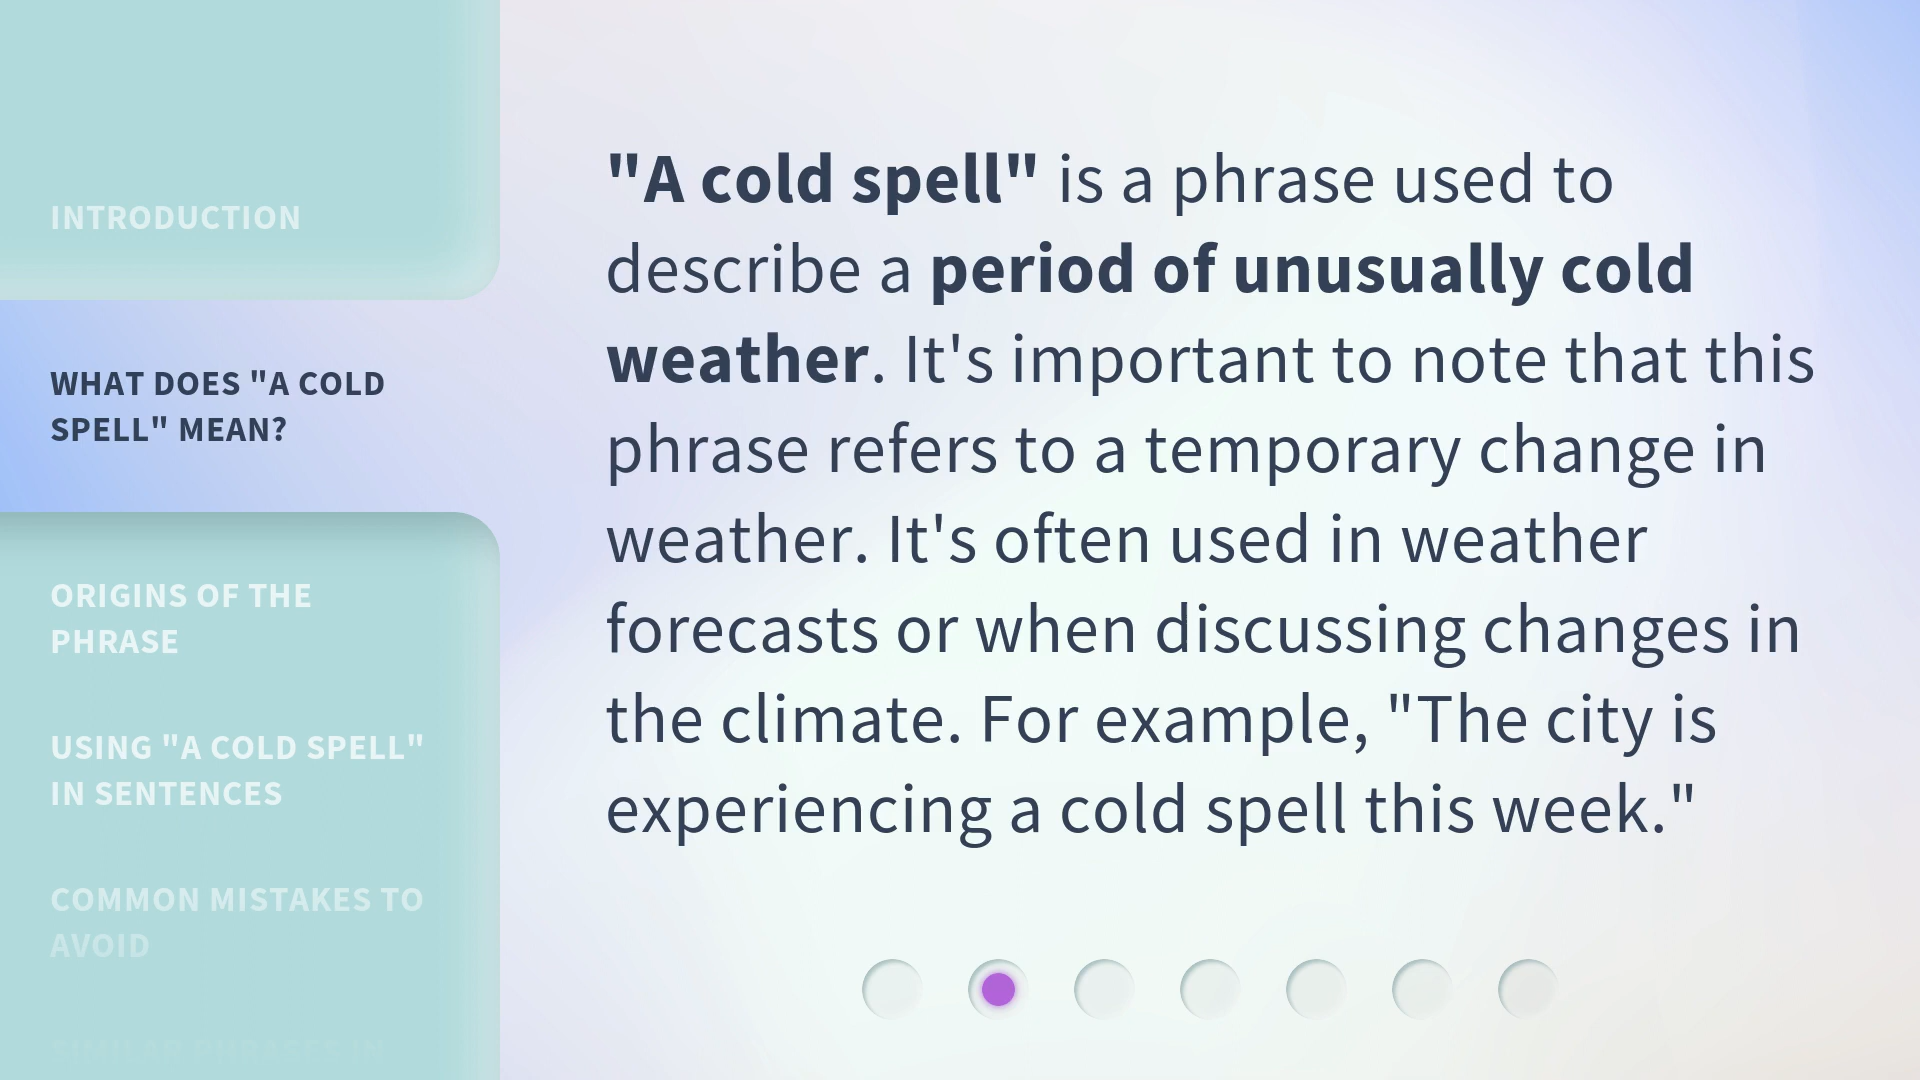 INTRODUCTION
WHAT DOES "A COLD
SPELL" MEAN?
ORIGINS OF THE
PHRASE
USING "A COLD SPELL"
IN SENTENCES
COMMON MISTAKES TO
AVOID
SIMILAR PHRASES IN
"A cold spell" is a phrase used to
describe a period of unusually cold
weather. It's important to note that this
phrase refers to a temporary change in
weather. It's often used in weather
forecasts or when discussing changes in
the climate. For example, "The city is
experiencing a cold spell this week."